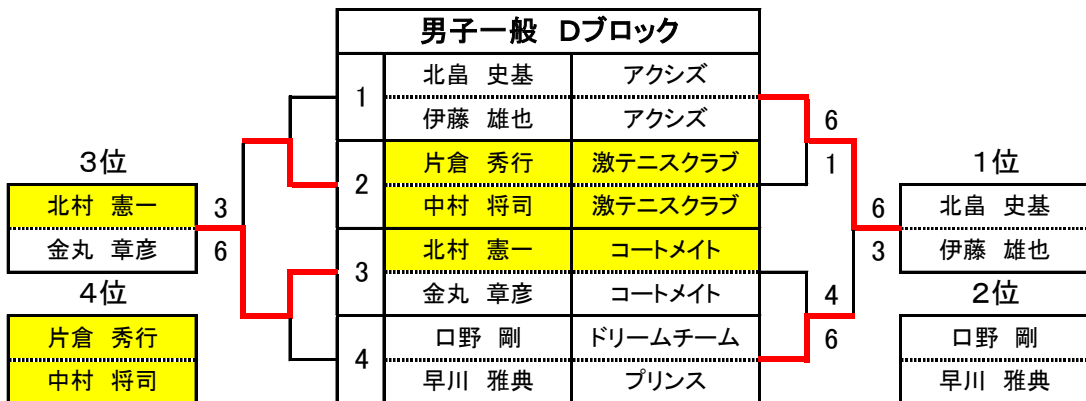 男子一般 Dブロック
1 北畠 史基 アクシズ
伊藤 雄也 アクシズ
6
3位
2 片倉 秀行 激テニスクラブ
1
1位
北村 憲一 3
中村 将司 激テニスクラブ
6 北畠 史基
金丸 章彦 6
3 北村 憲一 コートメイト
3 伊藤 雄也
4位
金丸 章彦 コートメイト
4
2位
片倉 秀行
4 口野 剛 ドリームチーム
6
口野 剛
中村 将司
早川 雅典 プリンス
早川 雅典